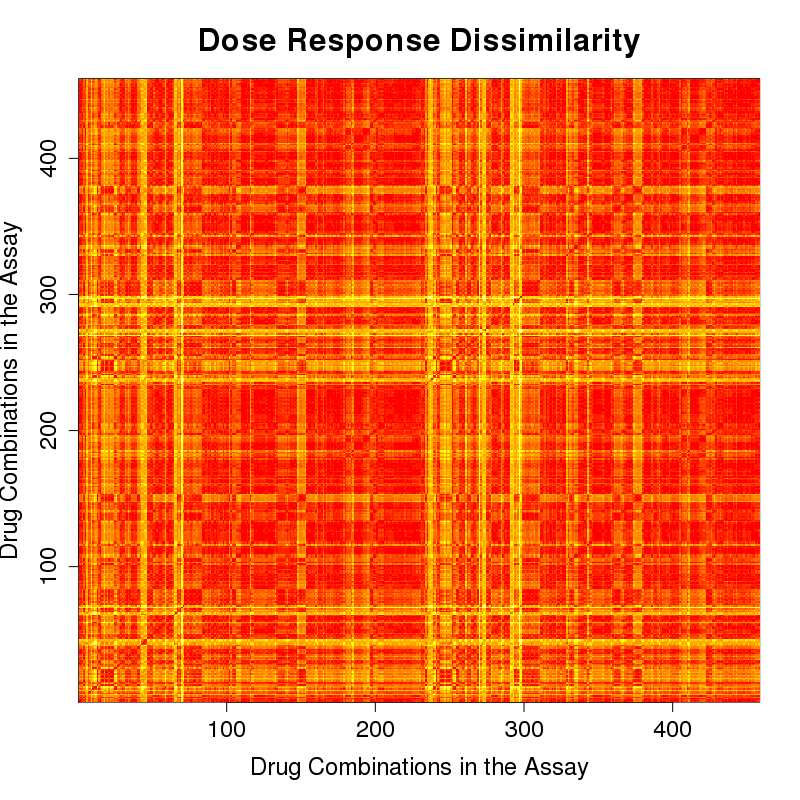 Dose Response Dissimilarity
Drug Combinations in the Assay
400
300
200
100
100 200 300 400
Drug Combinations in the Assay